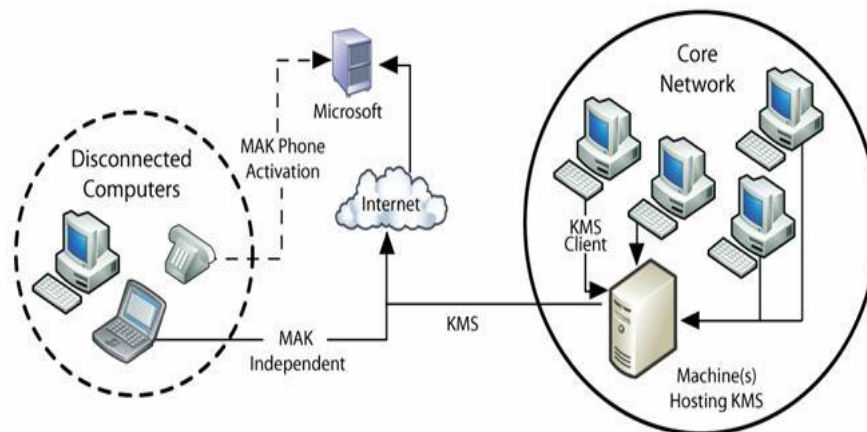 Core
Network
Microsoft
MAK Phone
Activation
Disconnected
Computers
Internet
KMS
Client
MAK
Independent
KMS
Machine(s)
Hosting KMS